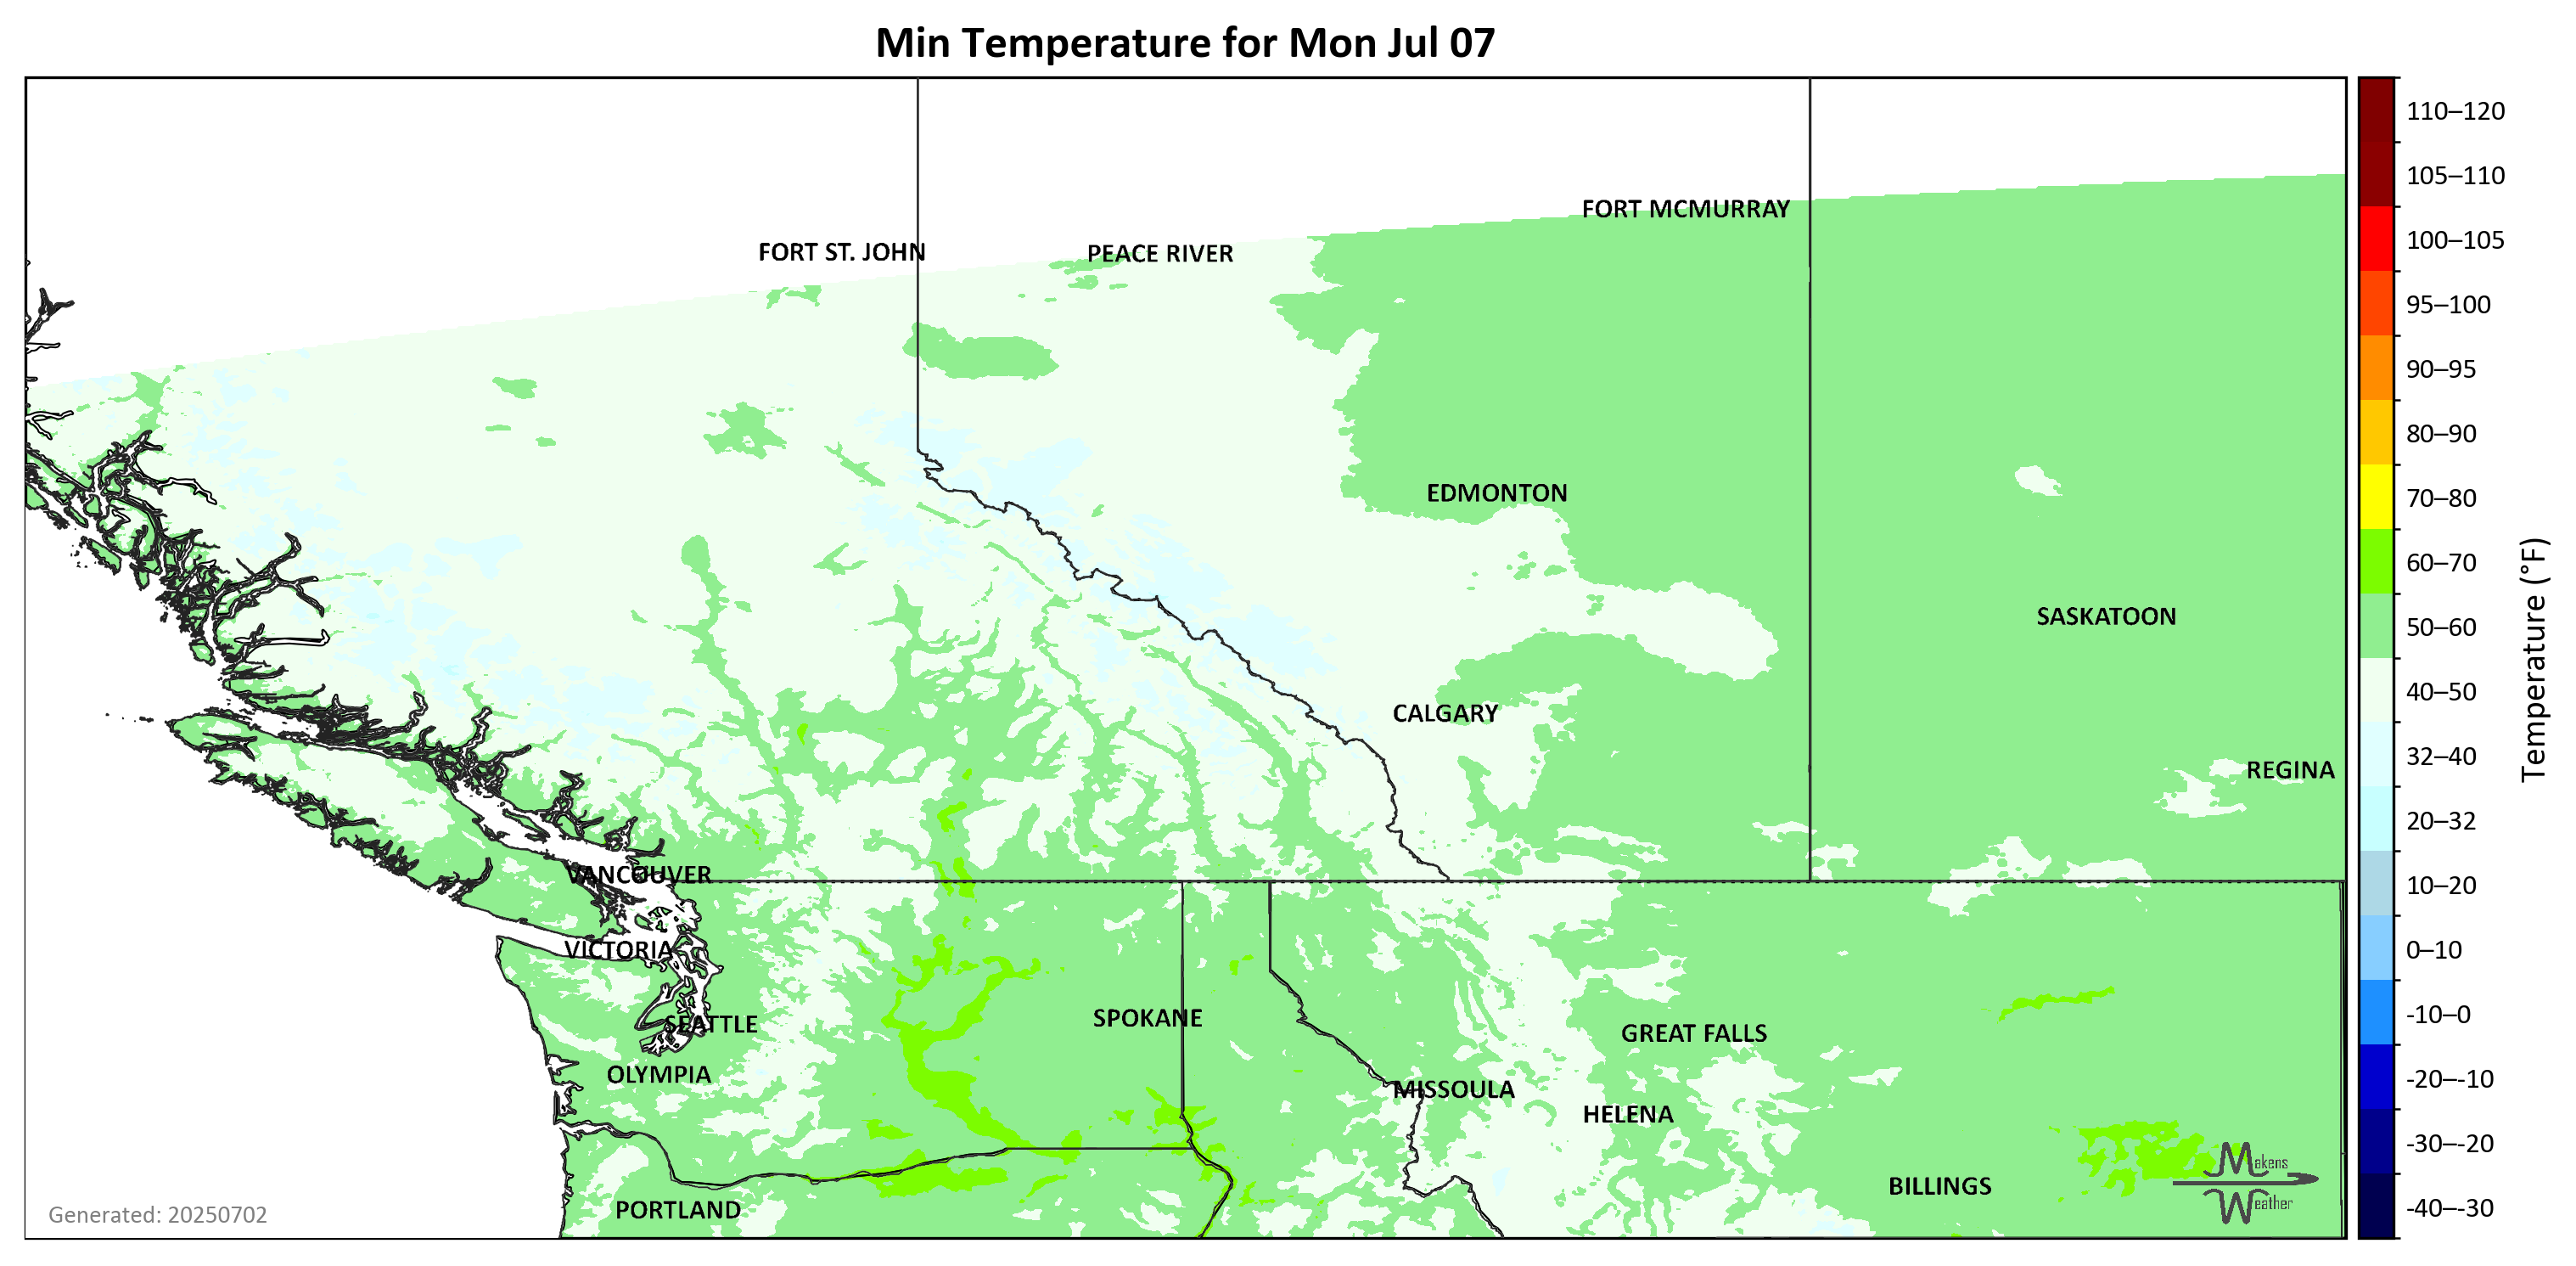 Min Temperature for Mon Jul 07
110–120
105–110
FORT MCMURRAY
100–105
FORT ST. JOHN
PEACE RIVER
95–100
90–95
80–90
EDMONTON
70–80
60–70
SASKATOON
50–60
Temperature (°F)
40–50
CALGARY
32–40
REGINA
20–32
VANCOUVER
10–20
VICTORIA
0–10
-10–0
SPOKANE
SEATTLE
GREAT FALLS
OLYMPIA
-20–-10
MISSOULA
HELENA
-30–-20
Makens
Weather
BILLINGS
PORTLAND
-40–-30
Generated: 20250702